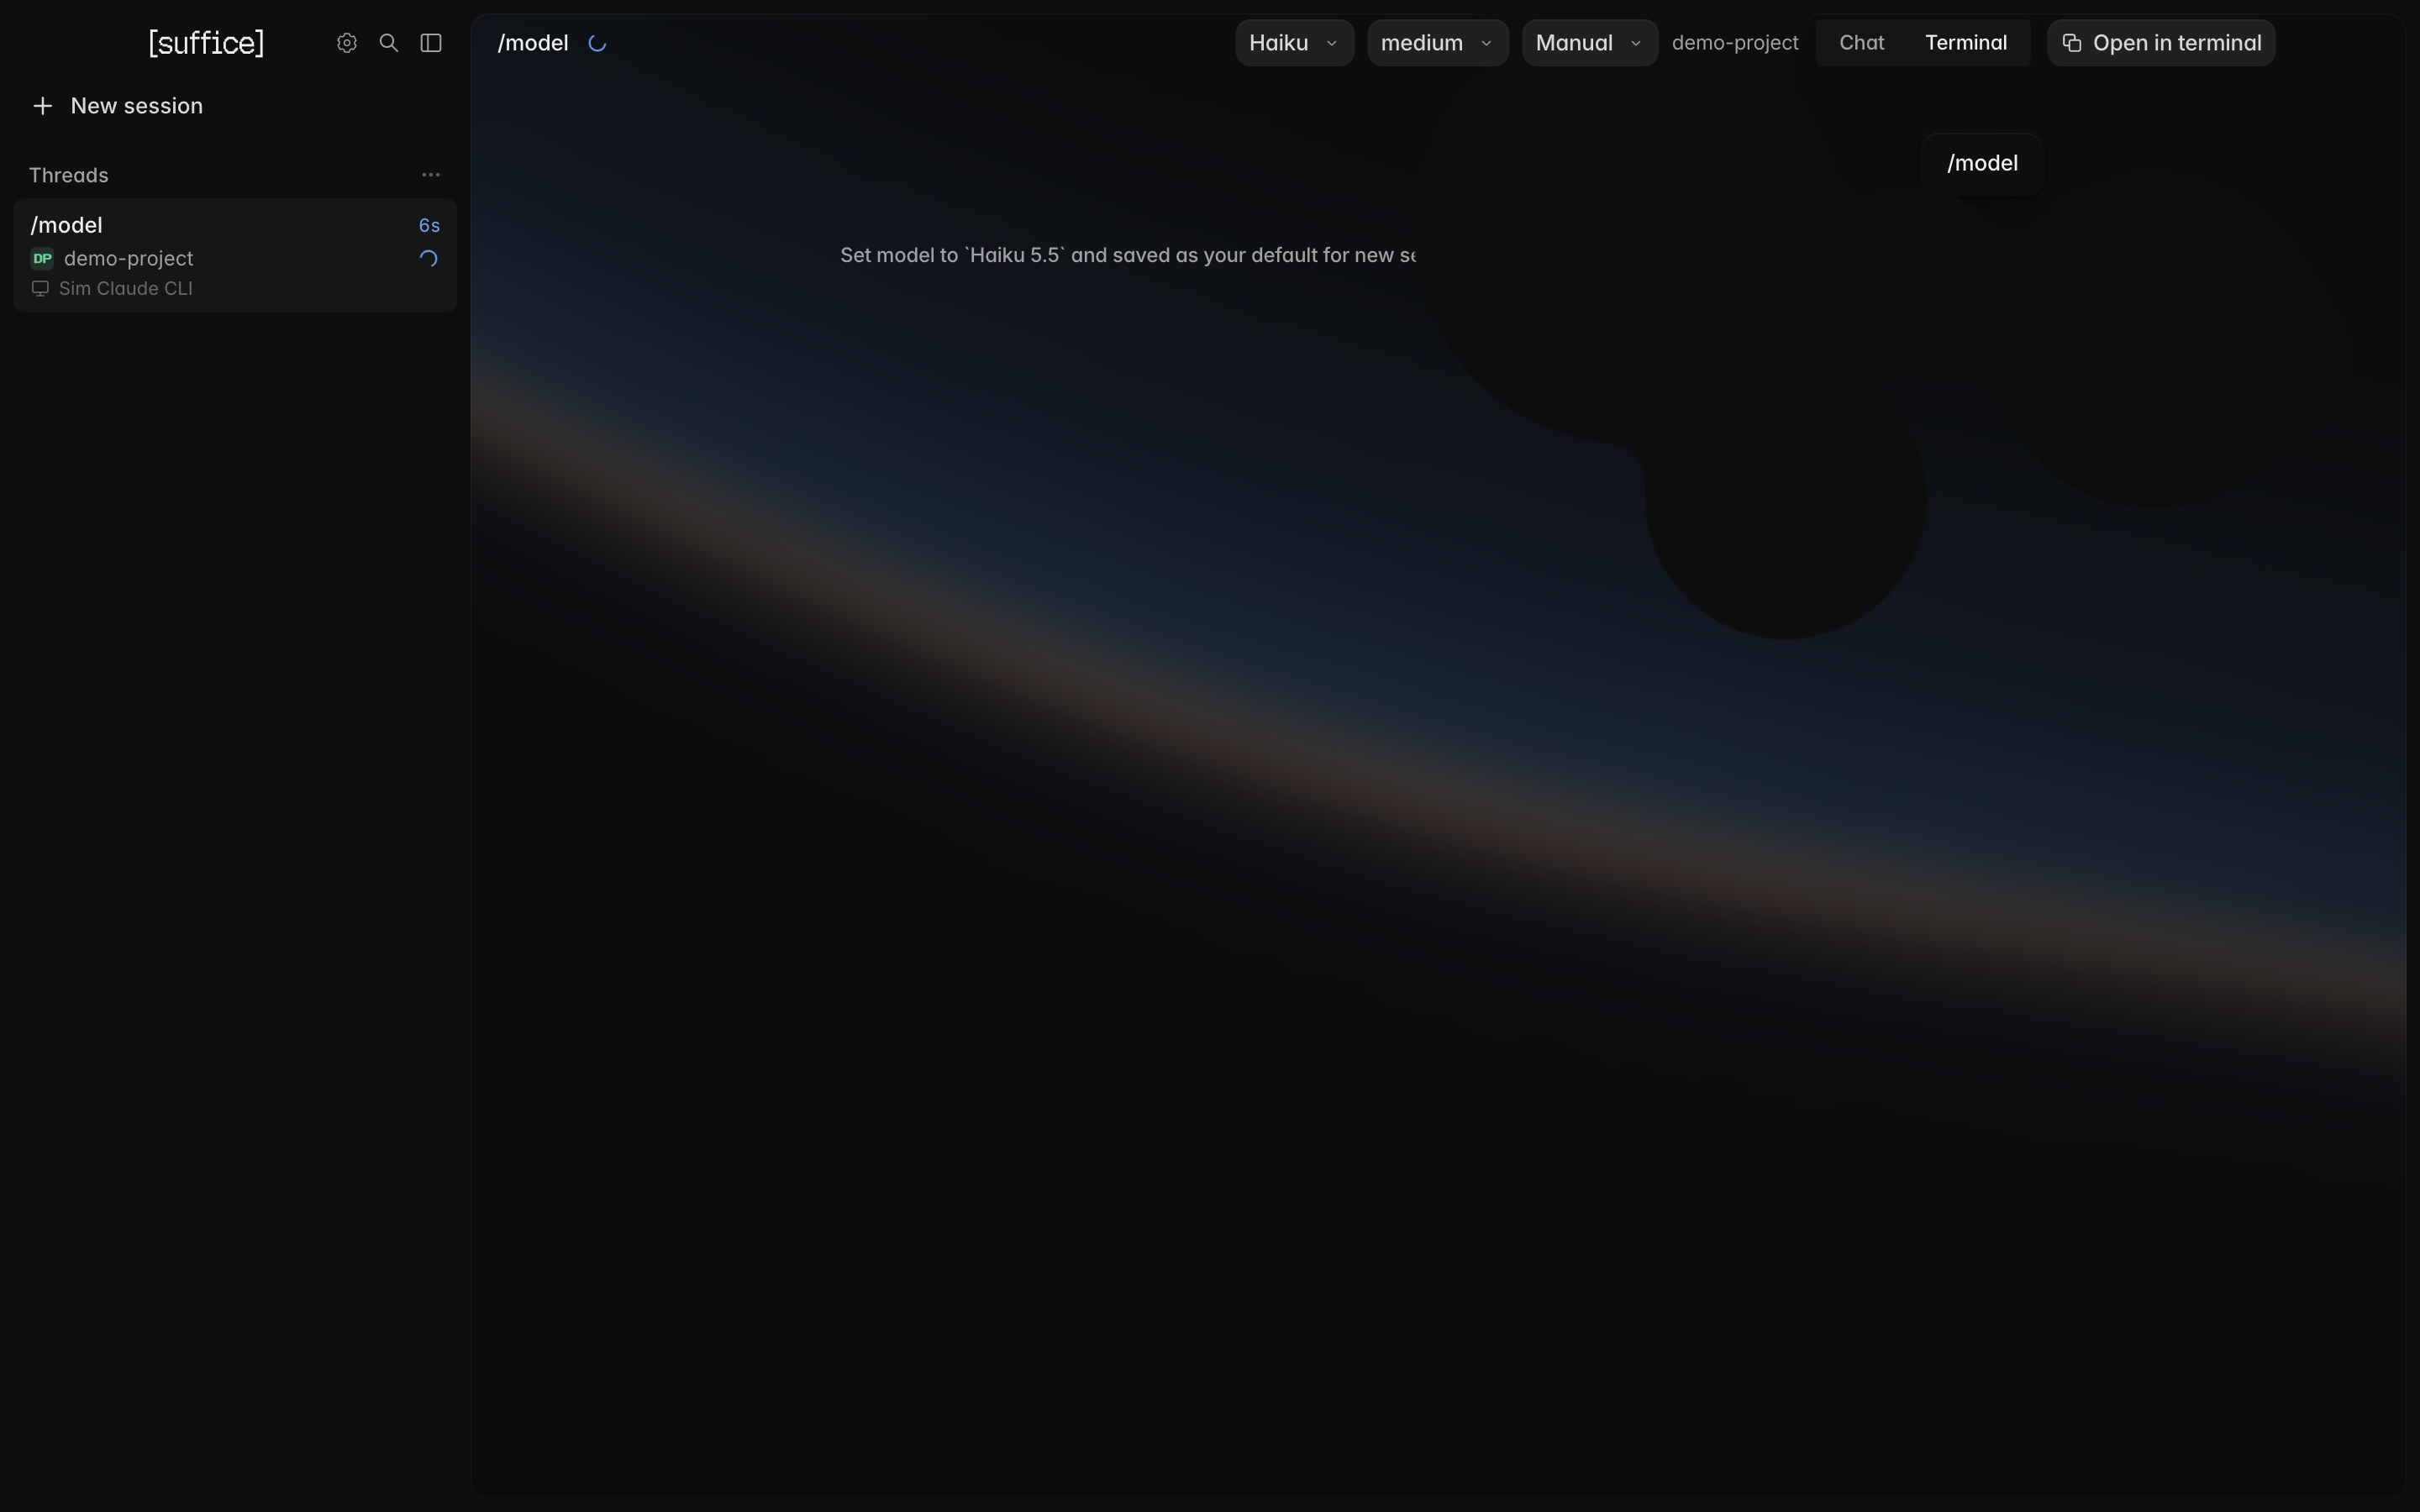 [suffice]
New session
Threads
/model
6s
DP
demo-project
Sim Claude CLI
/model
Haiku
medium
Manual
demo-project
Chat
Terminal
Open in terminal
/model
Set model to `Haiku 5.5` and saved as your default for new